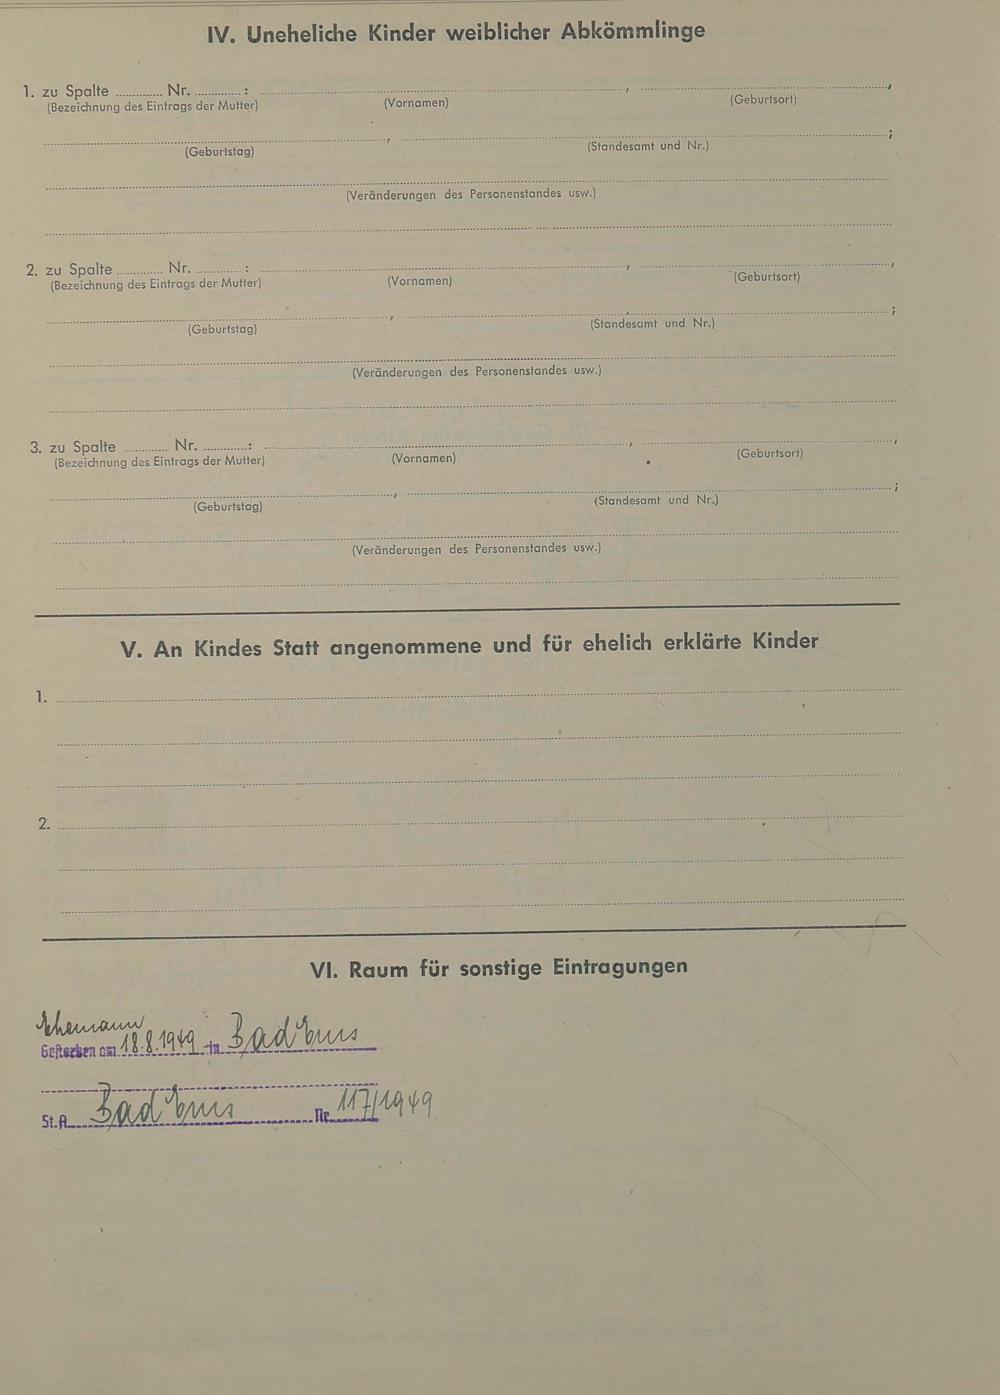 IV. Uneheliche Kinder weiblicher Abkömmlinge
1. zu Spalte ............ Nr. ............ : ............ , ............ ,
(Bezeichnung des Eintrags der Mutter) (Vornamen) (Geburtsort)
............ , ............ ;
(Geburtstag) (Standesamt und Nr.)
(Veränderungen des Personenstandes usw.)
2. zu Spalte ............ Nr. ............ : ............ , ............ ,
(Bezeichnung des Eintrags der Mutter) (Vornamen) (Geburtsort)
............ , ............ ;
(Geburtstag) (Standesamt und Nr.)
(Veränderungen des Personenstandes usw.)
3. zu Spalte ............ Nr. ............ : ............ , ............ ,
(Bezeichnung des Eintrags der Mutter) (Vornamen) (Geburtsort)
............ , ............ ;
(Geburtstag) (Standesamt und Nr.)
(Veränderungen des Personenstandes usw.)
V. An Kindes Statt angenommene und für ehelich erklärte Kinder
1.
2.
VI. Raum für sonstige Eintragungen
Ehemann
Gestorben am 18.8.1949 in Bad Ems
St.A. Bad Ems Nr. 117/1949